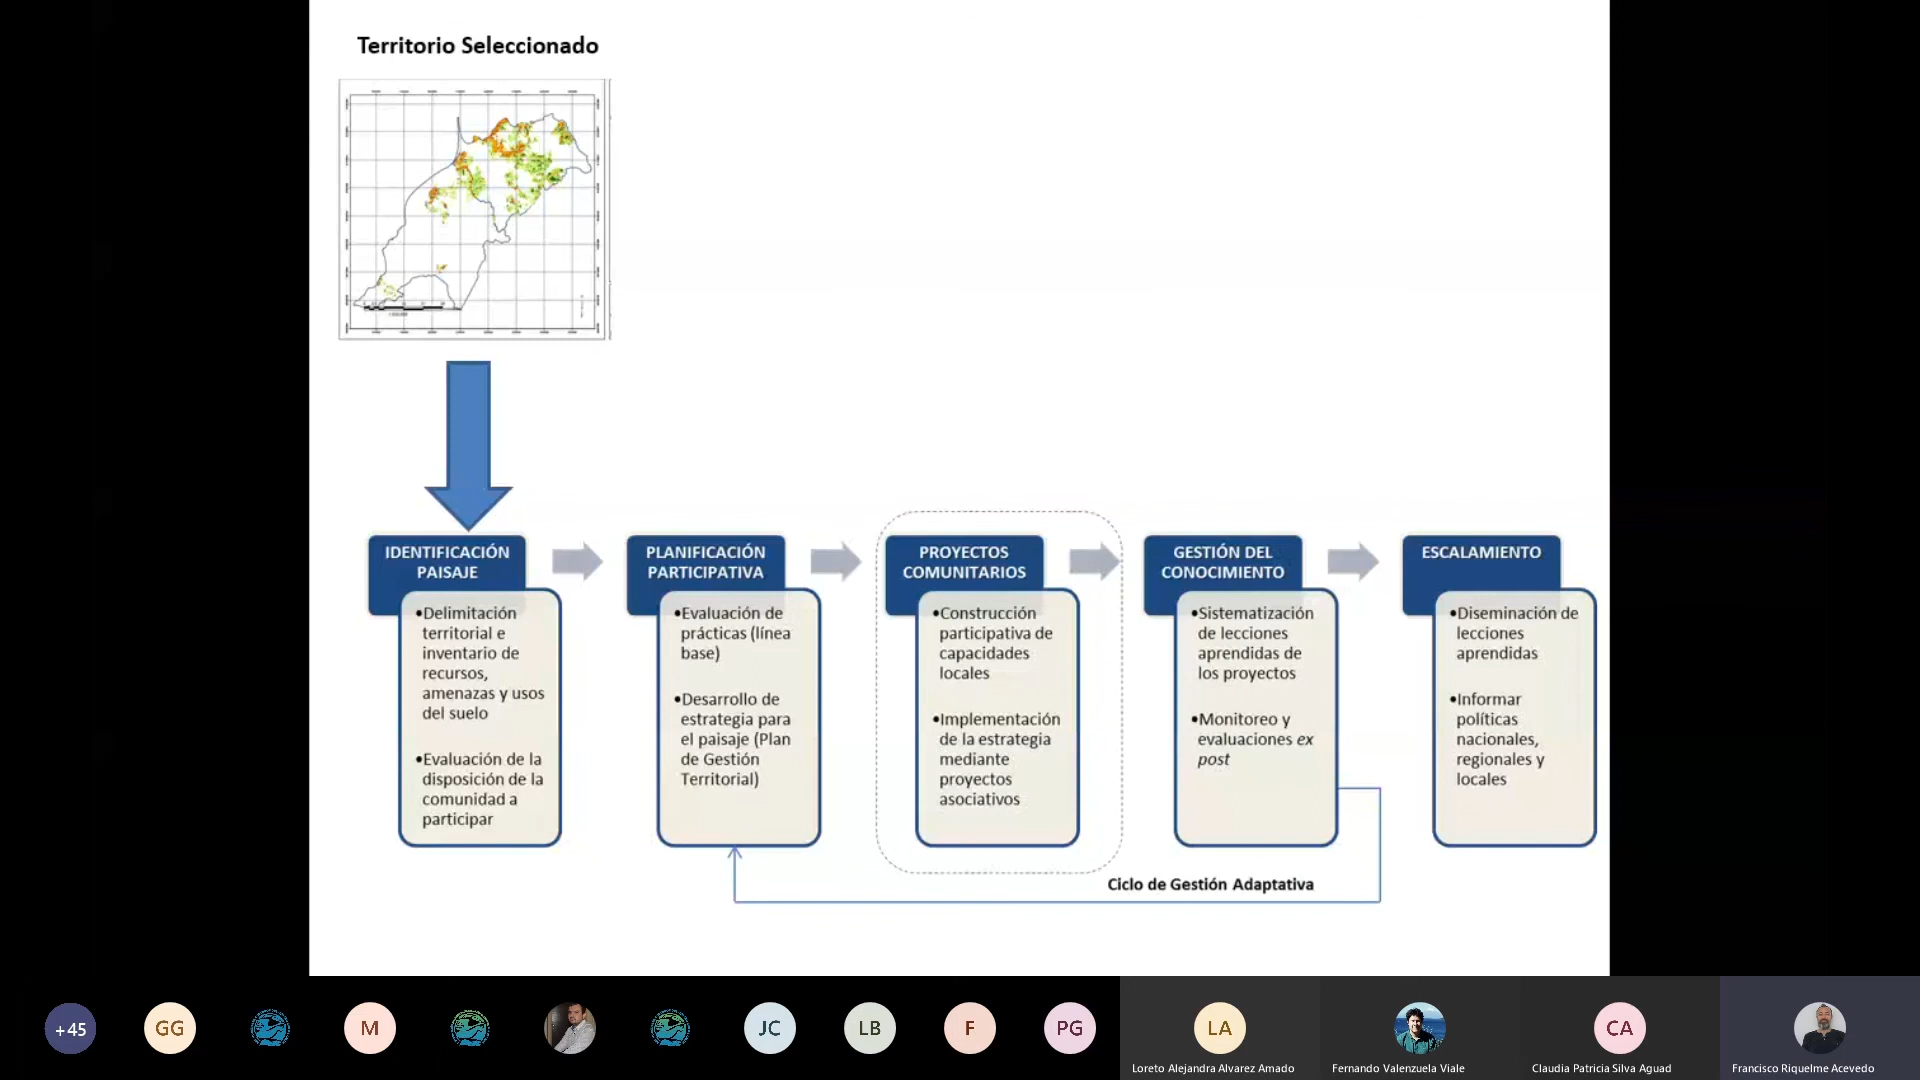 Territorio Seleccionado
IDENTIFICACIÓN
PAISAJE
•Delimitación
territorial e
inventario de
recursos,
amenazas y usos
del suelo
•Evaluación de la
disposición de la
comunidad a
participar
PLANIFICACIÓN
PARTICIPATIVA
•Evaluación de
prácticas (línea
base)
•Desarrollo de
estrategia para
el paisaje (Plan
de Gestión
Territorial)
PROYECTOS
COMUNITARIOS
•Construcción
participativa de
capacidades
locales
•Implementación
de la estrategia
mediante
proyectos
asociativos
GESTIÓN DEL
CONOCIMIENTO
•Sistematización
de lecciones
aprendidas de
los proyectos
•Monitoreo y
evaluaciones ex
post
ESCALAMIENTO
•Diseminación de
lecciones
aprendidas
•Informar
políticas
nacionales,
regionales y
locales
Ciclo de Gestión Adaptativa
+45
GG
M
JC
LB
F
PG
LA
CA
Loreto Alejandra Alvarez Amado
Fernando Valenzuela Viale
Claudia Patricia Silva Aguad
Francisco Riquelme Acevedo